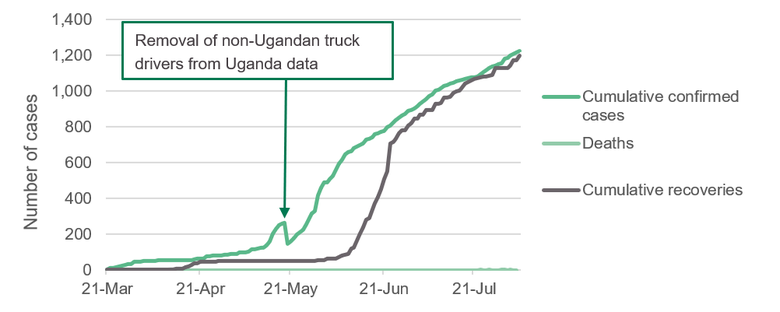 1,400
1,200
1,000
800
600
400
200
0
Number of cases
Removal of non-Ugandan truck
drivers from Uganda data
21-Mar
21-Apr
21-May
21-Jun
21-Jul
Cumulative confirmed
cases
Deaths
Cumulative recoveries